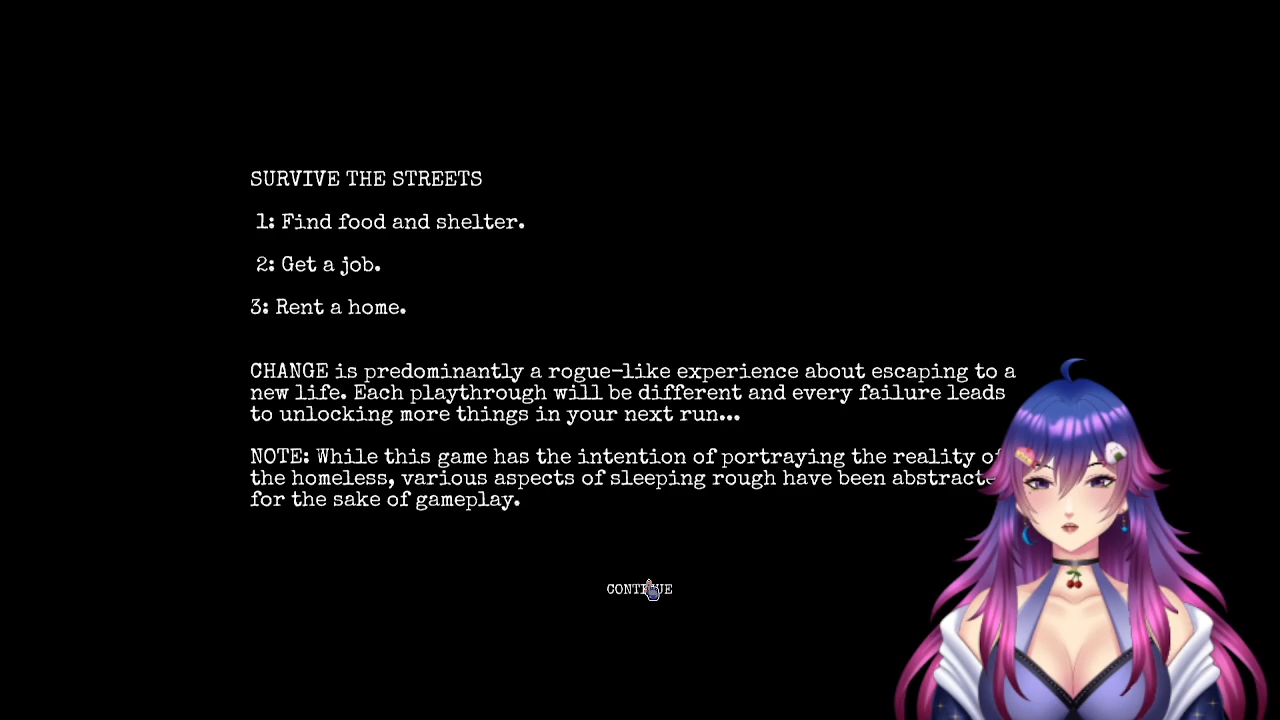 SURVIVE THE STREETS
1: Find food and shelter.
2: Get a job.
3: Rent a home.
CHANGE is predominantly a rogue-like experience about escaping to a
new life. Each playthrough will be different and every failure leads
to unlocking more things in your next run...
NOTE: While this game has the intention of portraying the reality of
the homeless, various aspects of sleeping rough have been abstracte
for the sake of gameplay.
CONTINUE